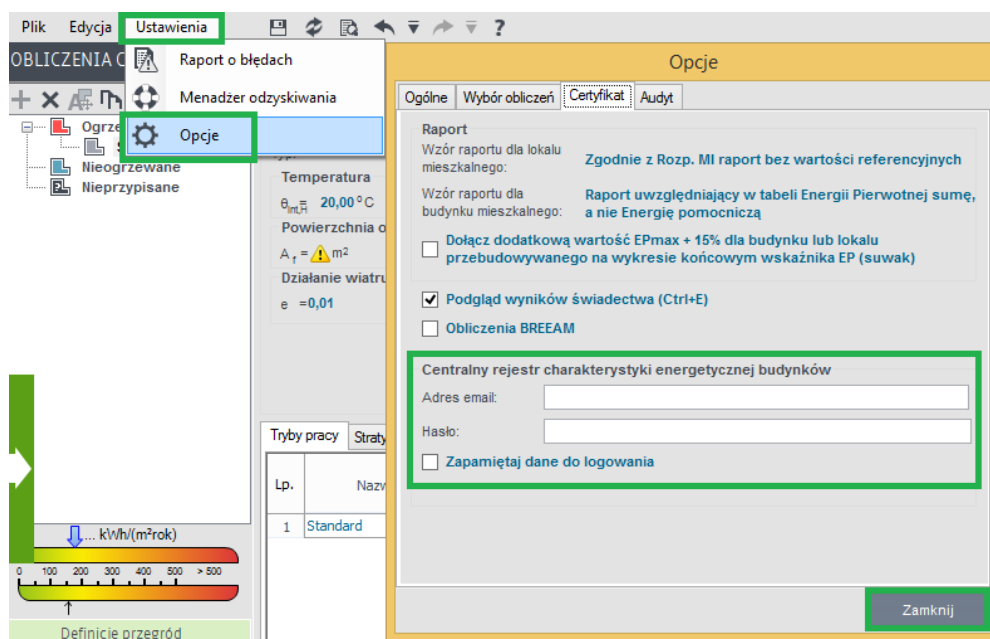 Plik Edycja Ustawienia ?
OBLICZENIA C
Raport o błędach
Menadżer odzyskiwania
Opcje
Ogrze
S
Nieogrzewane
Nieprzypisane
Temperatura
θint,H = 20,00 °C
Powierzchnia o
A f = m²
Działanie wiatru
e =0,01
Tryby pracy Straty
Lp. Nazw
1 Standard
... kWh/(m²rok)
0 100 200 300 400 500 > 500
Definicje przegród
Opcje
Ogólne Wybór obliczeń Certyfikat Audyt
Raport
Wzór raportu dla lokalu
mieszkalnego:
Zgodnie z Rozp. MI raport bez wartości referencyjnych
Wzór raportu dla
budynku mieszkalnego:
Raport uwzględniający w tabeli Energii Pierwotnej sumę,
a nie Energię pomocniczą
Dołącz dodatkową wartość EPmax + 15% dla budynku lub lokalu
przebudowywanego na wykresie końcowym wskaźnika EP (suwak)
Podgląd wyników świadectwa (Ctrl+E)
Obliczenia BREEAM
Centralny rejestr charakterystyki energetycznej budynków
Adres email:
Hasło:
Zapamiętaj dane do logowania
Zamknij